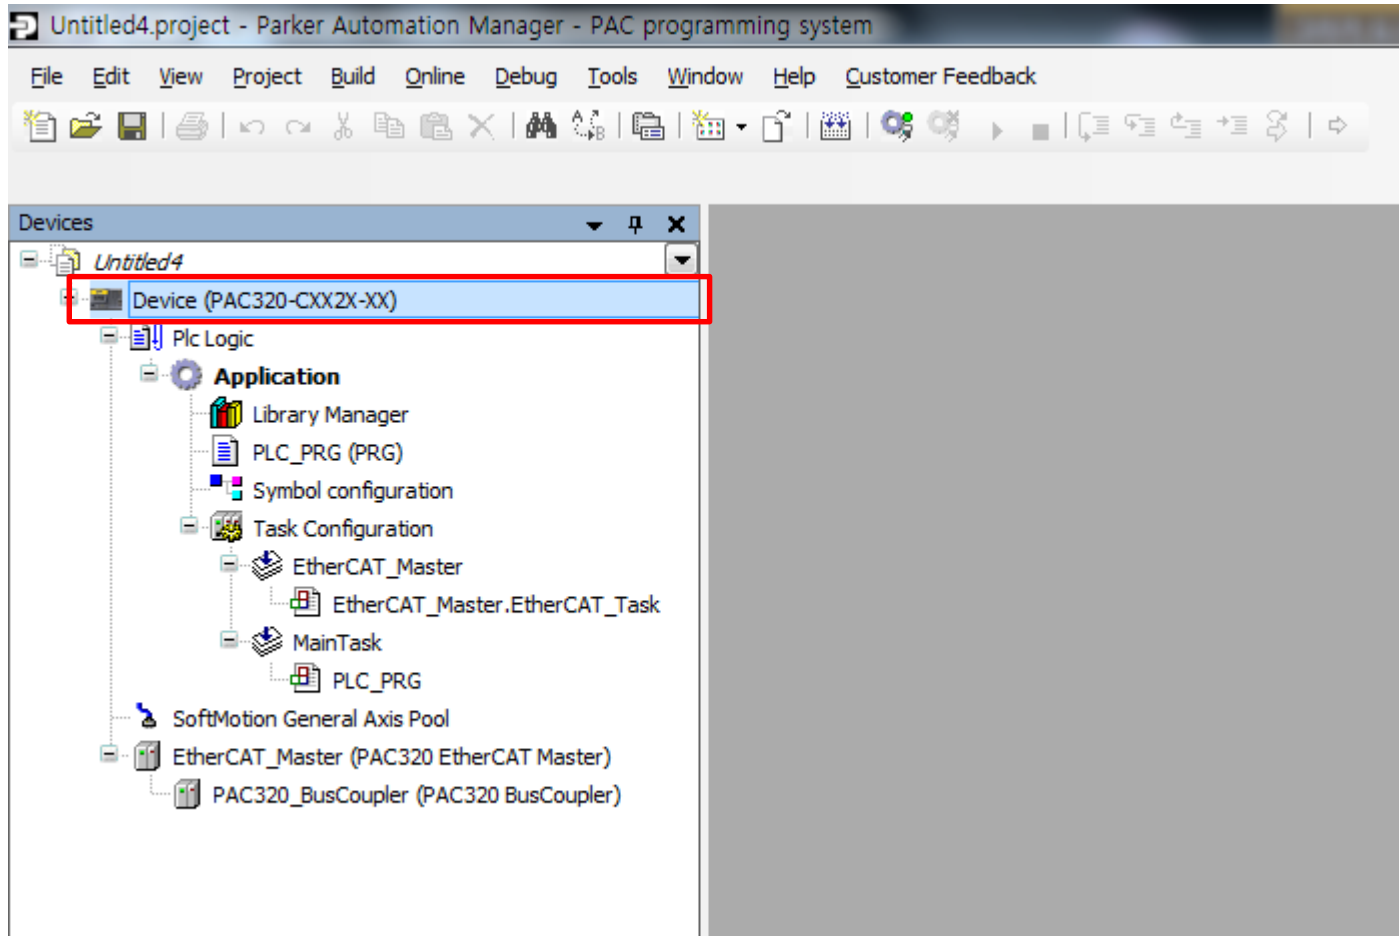 Untitled4.project - Parker Automation Manager - PAC programming system
File Edit View Project Build Online Debug Tools Window Help Customer Feedback
Devices
Untitled4
Device (PAC320-CXX2X-XX)
Plc Logic
Application
Library Manager
PLC_PRG (PRG)
Symbol configuration
Task Configuration
EtherCAT_Master
EtherCAT_Master.EtherCAT_Task
MainTask
PLC_PRG
SoftMotion General Axis Pool
EtherCAT_Master (PAC320 EtherCAT Master)
PAC320_BusCoupler (PAC320 BusCoupler)